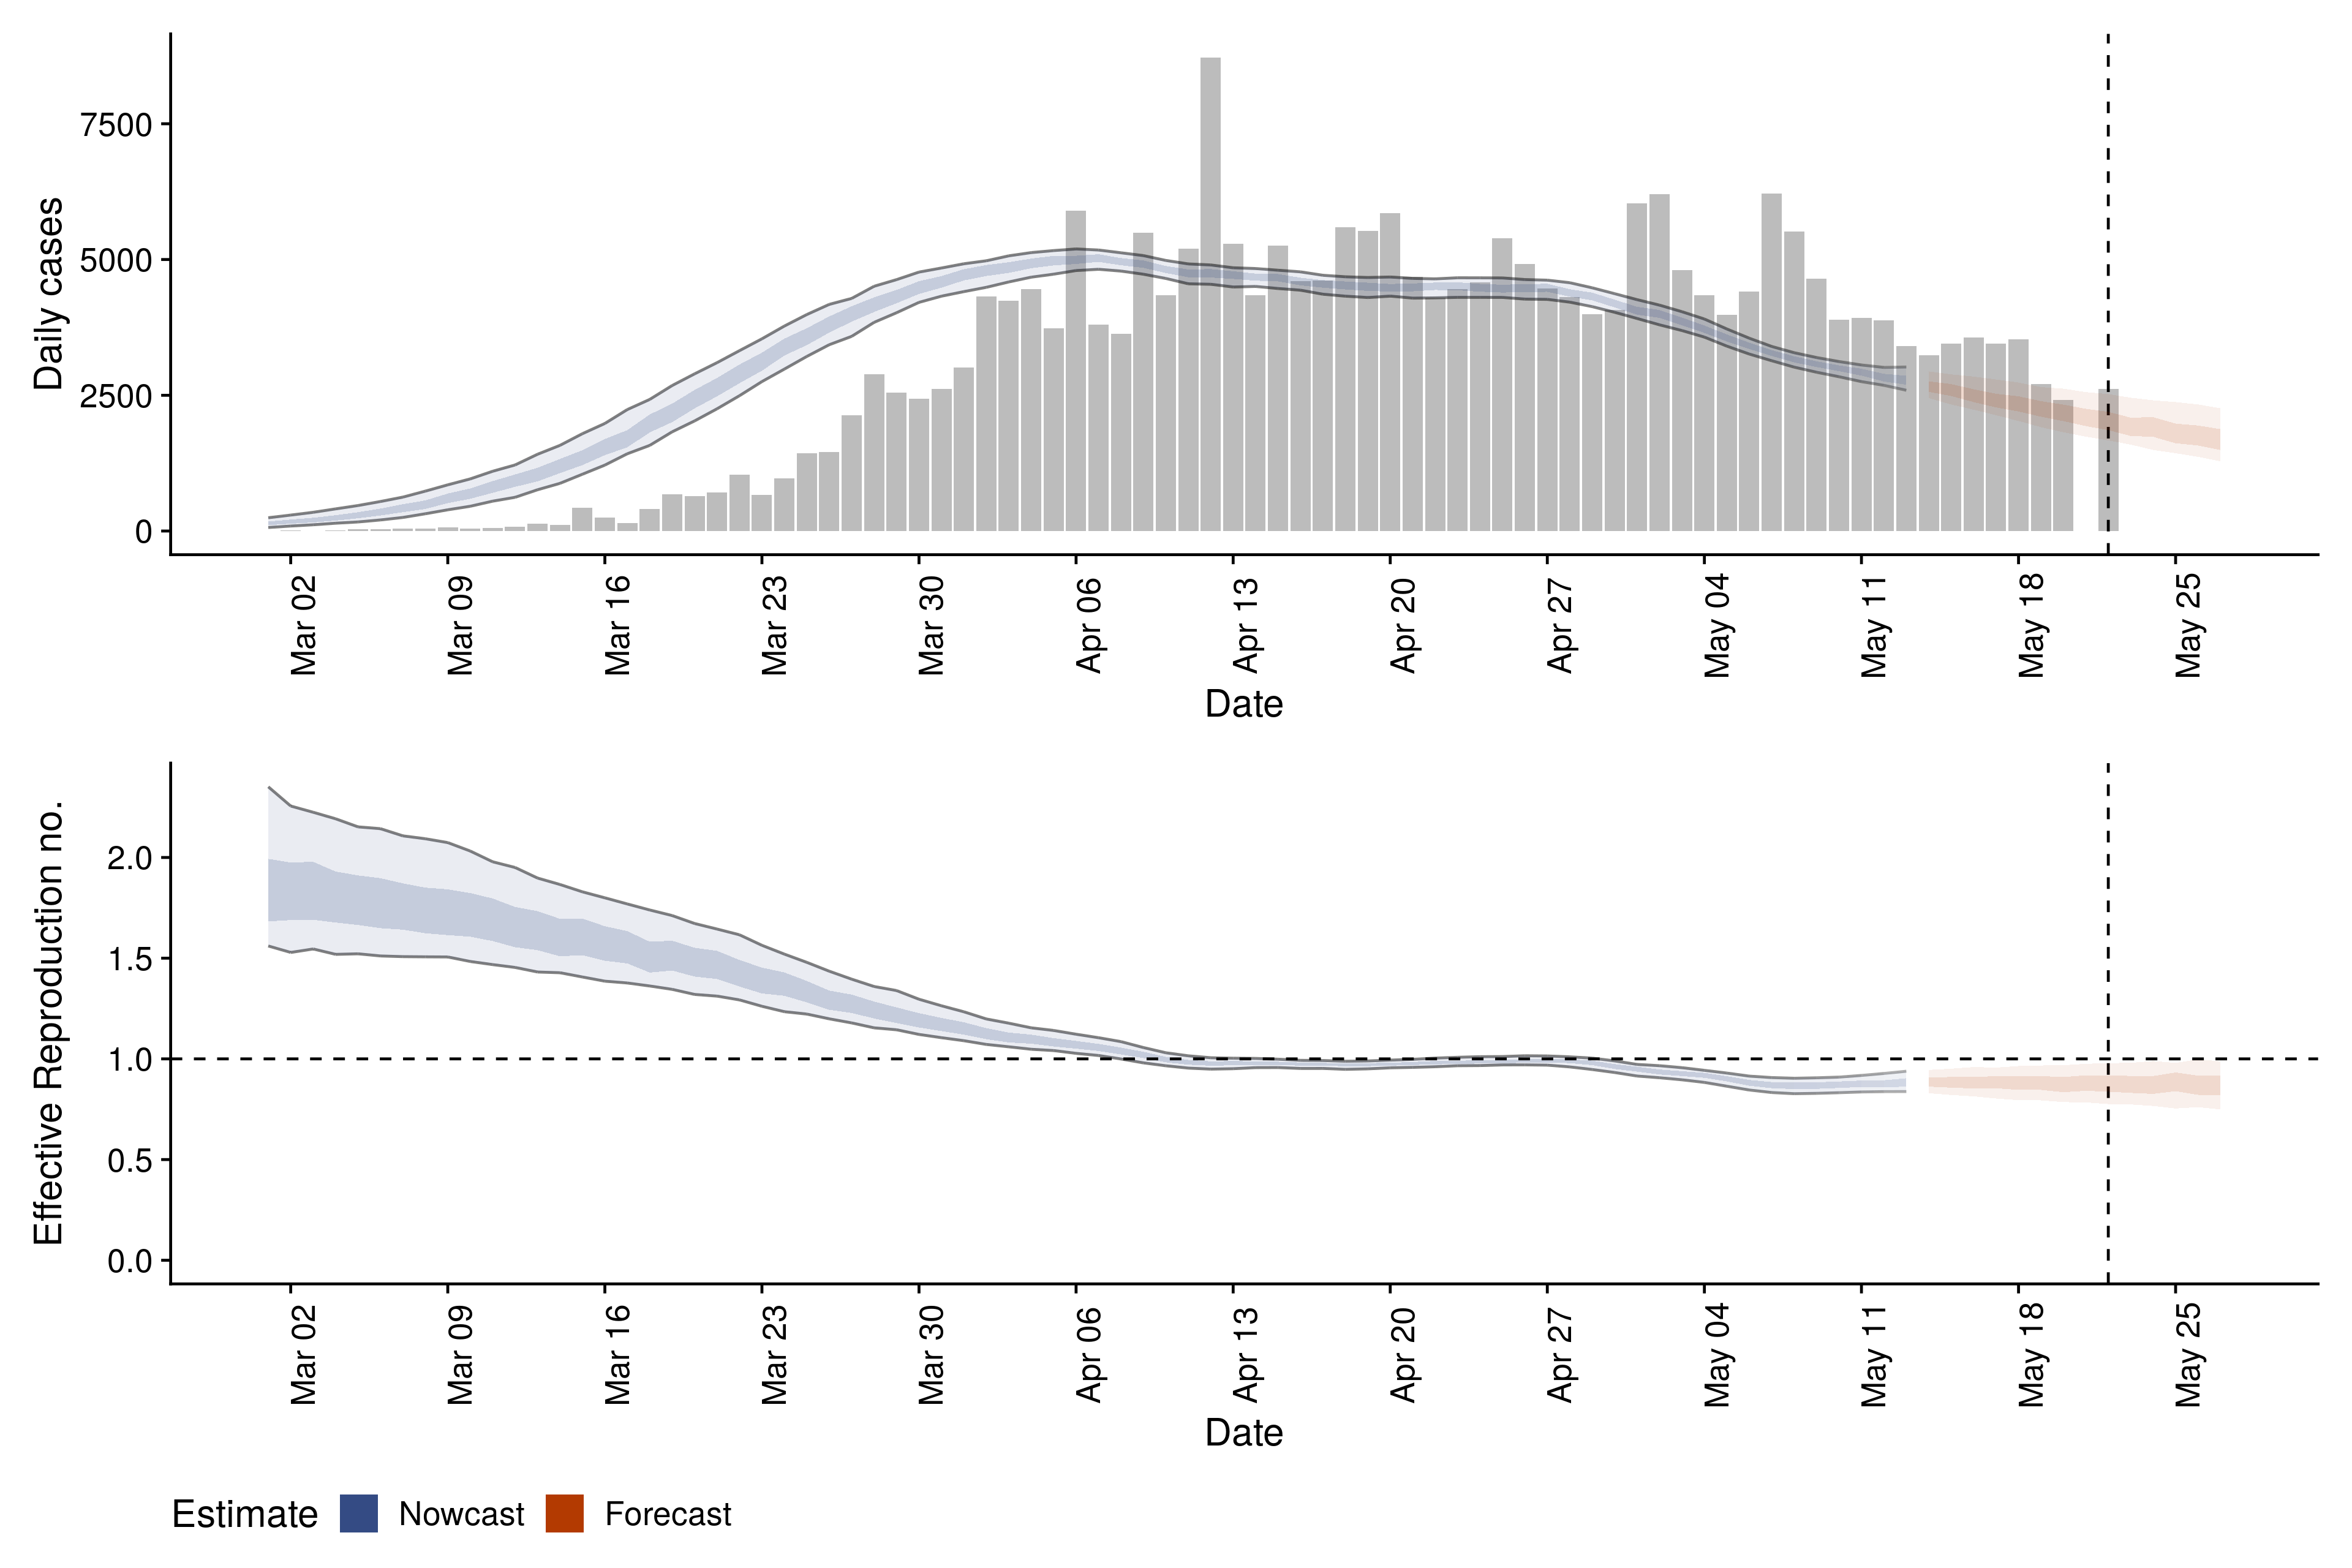 Daily cases
7500
5000
2500
0
Mar 02
Mar 09
Mar 16
Mar 23
Mar 30
Apr 06
Apr 13
Apr 20
Apr 27
May 04
May 11
May 18
May 25
Date
Effective Reproduction no.
2.0
1.5
1.0
0.5
0.0
Mar 02
Mar 09
Mar 16
Mar 23
Mar 30
Apr 06
Apr 13
Apr 20
Apr 27
May 04
May 11
May 18
May 25
Date
Estimate Nowcast Forecast